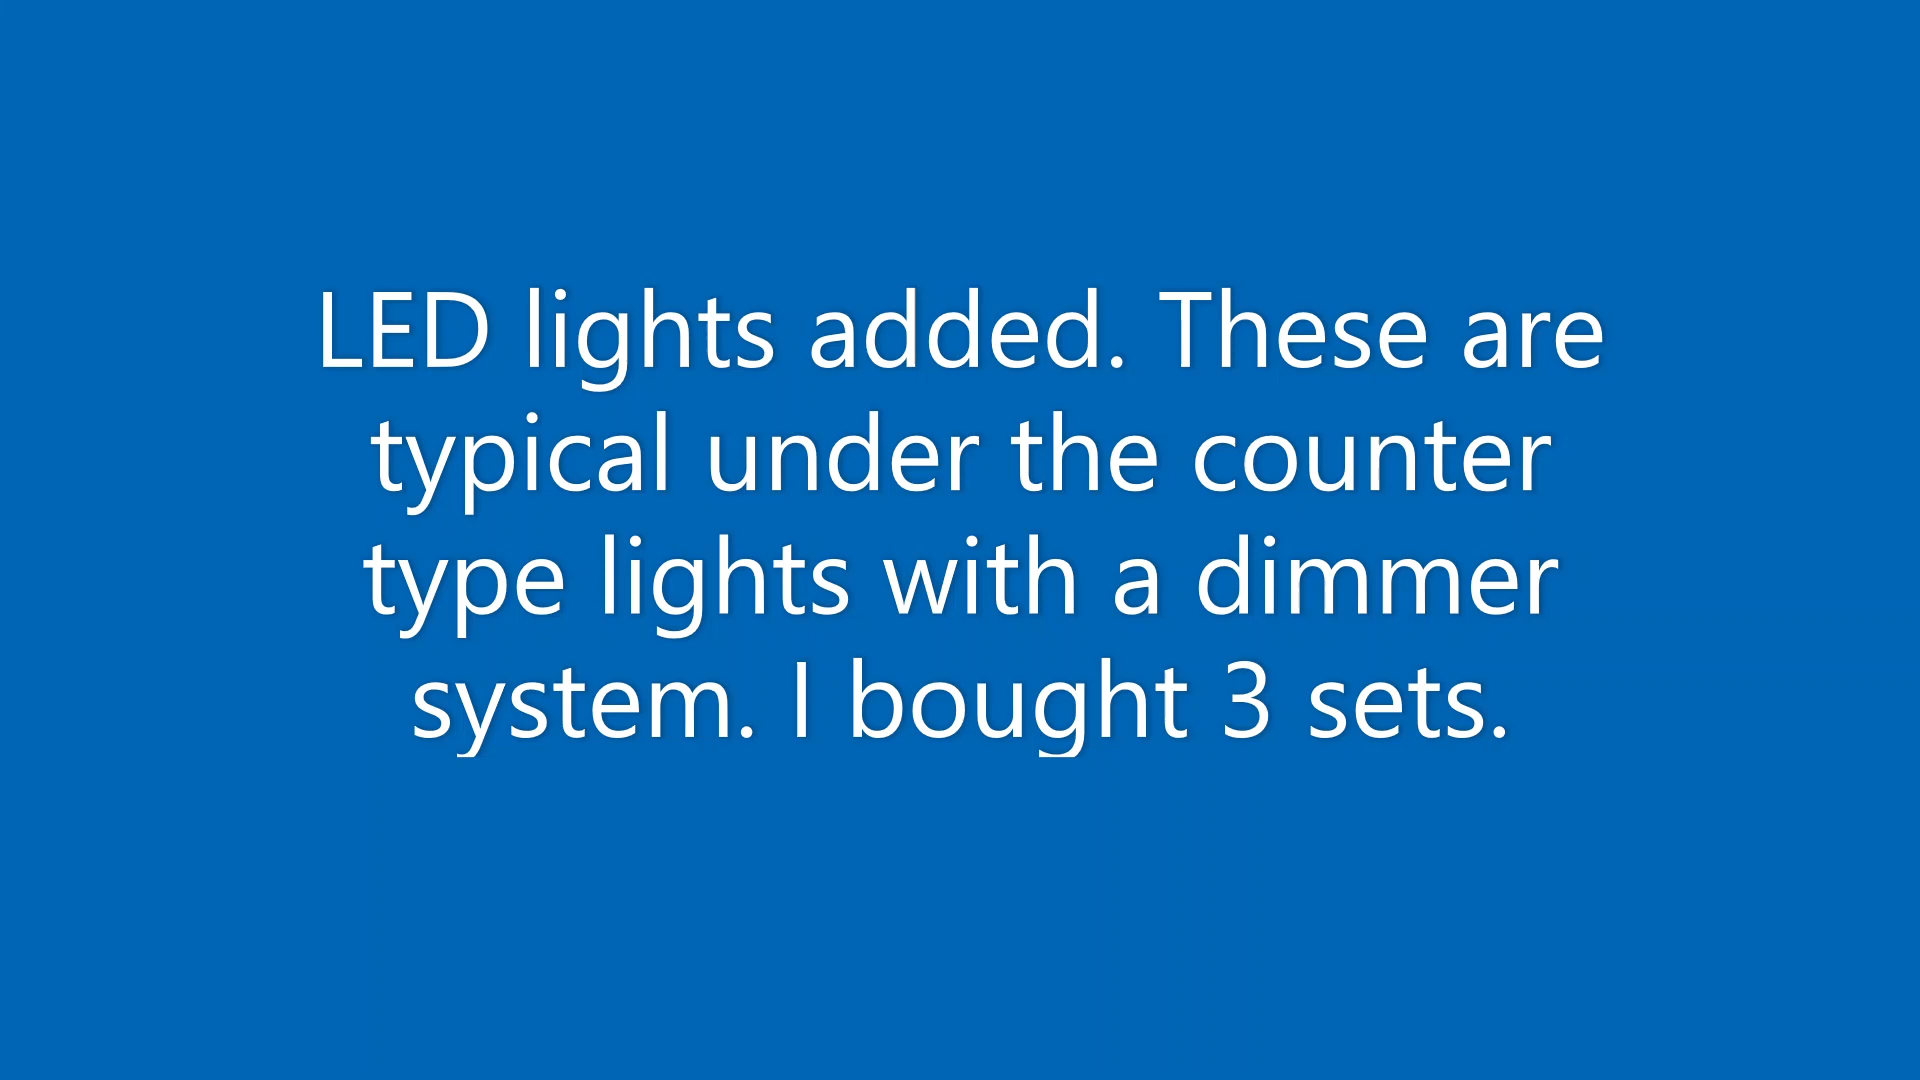 LED lights added. These are
typical under the counter
type lights with a dimmer
system. I bought 3 sets.